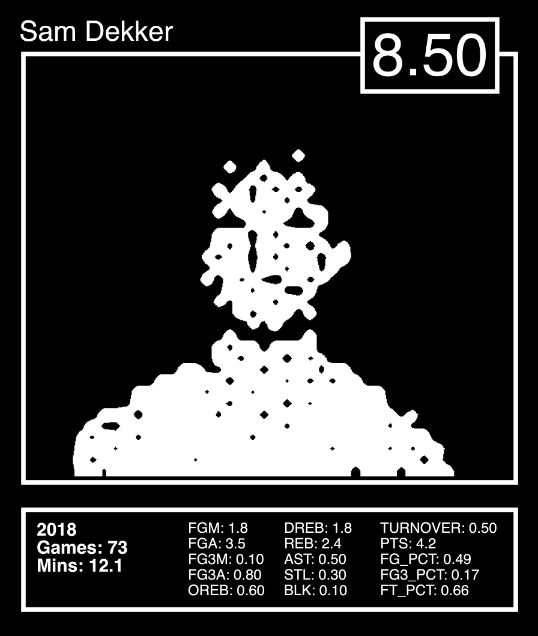 Sam Dekker
8.50
2018
Games: 73
Mins: 12.1
FGM: 1.8
FGA: 3.5
FG3M: 0.10
FG3A: 0.80
OREB: 0.60
DREB: 1.8
REB: 2.4
AST: 0.50
STL: 0.30
BLK: 0.10
TURNOVER: 0.50
PTS: 4.2
FG_PCT: 0.49
FG3_PCT: 0.17
FT_PCT: 0.66